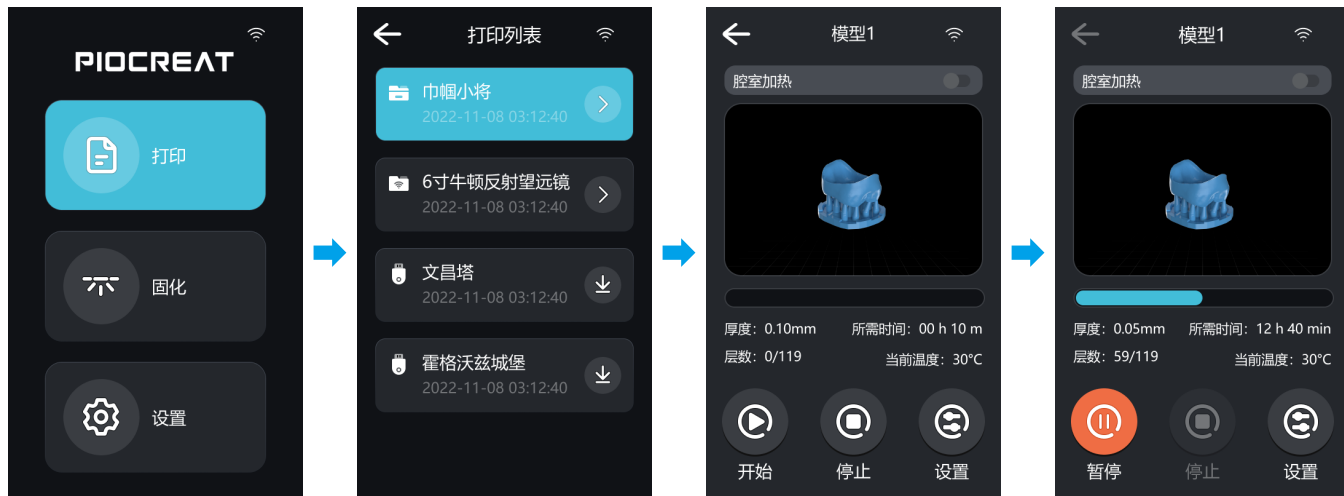 PIOCREAT
打印
固化
设置
打印列表
巾帼小将
2022-11-08 03:12:40
6寸牛顿反射望远镜
2022-11-08 03:12:40
文昌塔
2022-11-08 03:12:40
霍格沃兹城堡
2022-11-08 03:12:40
模型1
腔室加热
厚度：0.10mm 所需时间：00 h 10 m
层数：0/119 当前温度：30°C
开始 停止 设置
模型1
腔室加热
厚度：0.05mm 所需时间：12 h 40 min
层数：59/119 当前温度：30°C
暂停 停止 设置